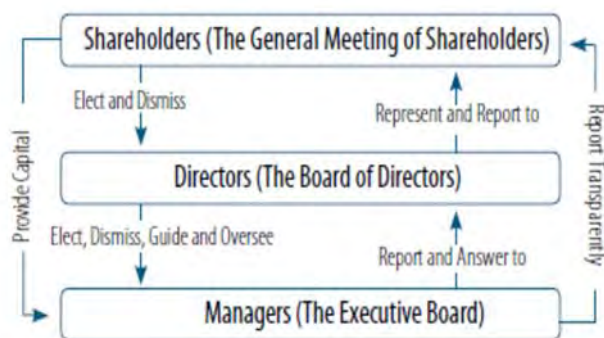 Shareholders (The General Meeting of Shareholders)
Elect and Dismiss
Represent and Report to
Provide Capital
Report Transparently
Directors (The Board of Directors)
Elect, Dismiss, Guide and Oversee
Report and Answer to
Managers (The Executive Board)